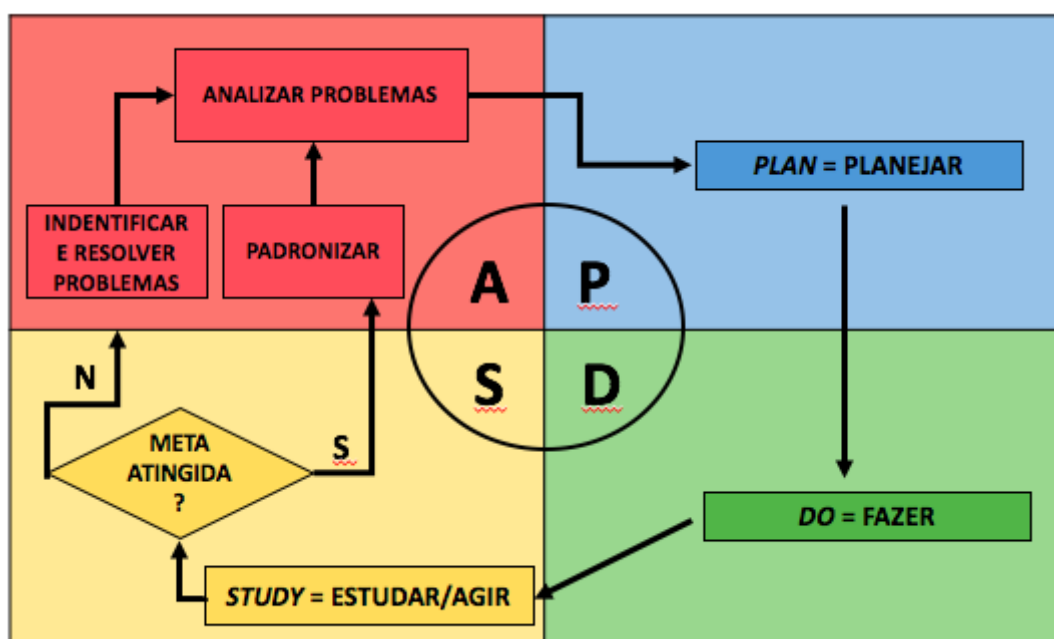 ANALIZAR PROBLEMAS
PLAN = PLANEJAR
INDENTIFICAR
E RESOLVER
PROBLEMAS
PADRONIZAR
A P
S D
N
S
META
ATINGIDA
?
DO = FAZER
STUDY = ESTUDAR/AGIR